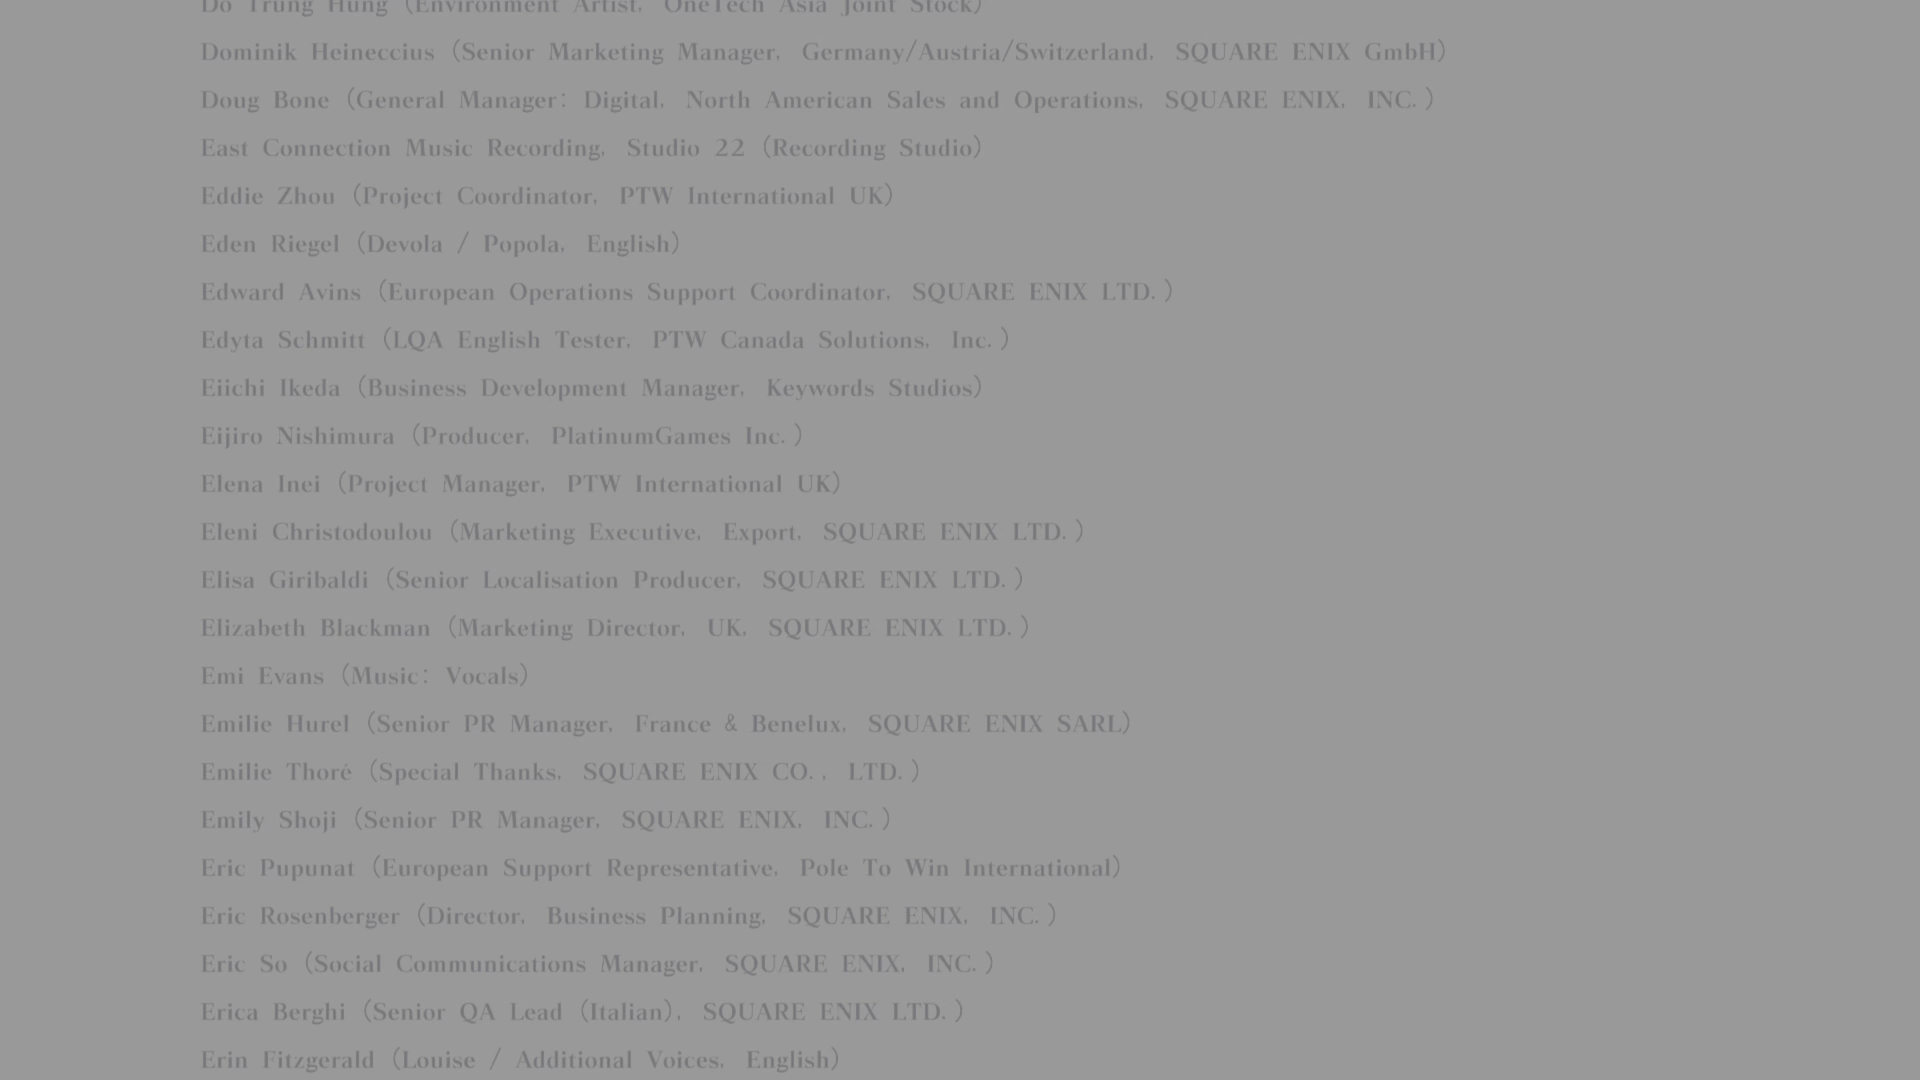 Do Trung Hung (Environment Artist, OneTech Asia Joint Stock)
Dominik Heineccius (Senior Marketing Manager, Germany/Austria/Switzerland, SQUARE ENIX GmbH)
Doug Bone (General Manager: Digital, North American Sales and Operations, SQUARE ENIX, INC.)
East Connection Music Recording, Studio 22 (Recording Studio)
Eddie Zhou (Project Coordinator, PTW International UK)
Eden Riegel (Devola / Popola, English)
Edward Avins (European Operations Support Coordinator, SQUARE ENIX LTD.)
Edyta Schmitt (LQA English Tester, PTW Canada Solutions, Inc.)
Eiichi Ikeda (Business Development Manager, Keywords Studios)
Eijiro Nishimura (Producer, PlatinumGames Inc.)
Elena Inei (Project Manager, PTW International UK)
Eleni Christodoulou (Marketing Executive, Export, SQUARE ENIX LTD.)
Elisa Giribaldi (Senior Localisation Producer, SQUARE ENIX LTD.)
Elizabeth Blackman (Marketing Director, UK, SQUARE ENIX LTD.)
Emi Evans (Music: Vocals)
Emilie Hurel (Senior PR Manager, France & Benelux, SQUARE ENIX SARL)
Emilie Thoré (Special Thanks, SQUARE ENIX CO., LTD.)
Emily Shoji (Senior PR Manager, SQUARE ENIX, INC.)
Eric Pupunat (European Support Representative, Pole To Win International)
Eric Rosenberger (Director, Business Planning, SQUARE ENIX, INC.)
Eric So (Social Communications Manager, SQUARE ENIX, INC.)
Erica Berghi (Senior QA Lead (Italian), SQUARE ENIX LTD.)
Erin Fitzgerald (Louise / Additional Voices, English)